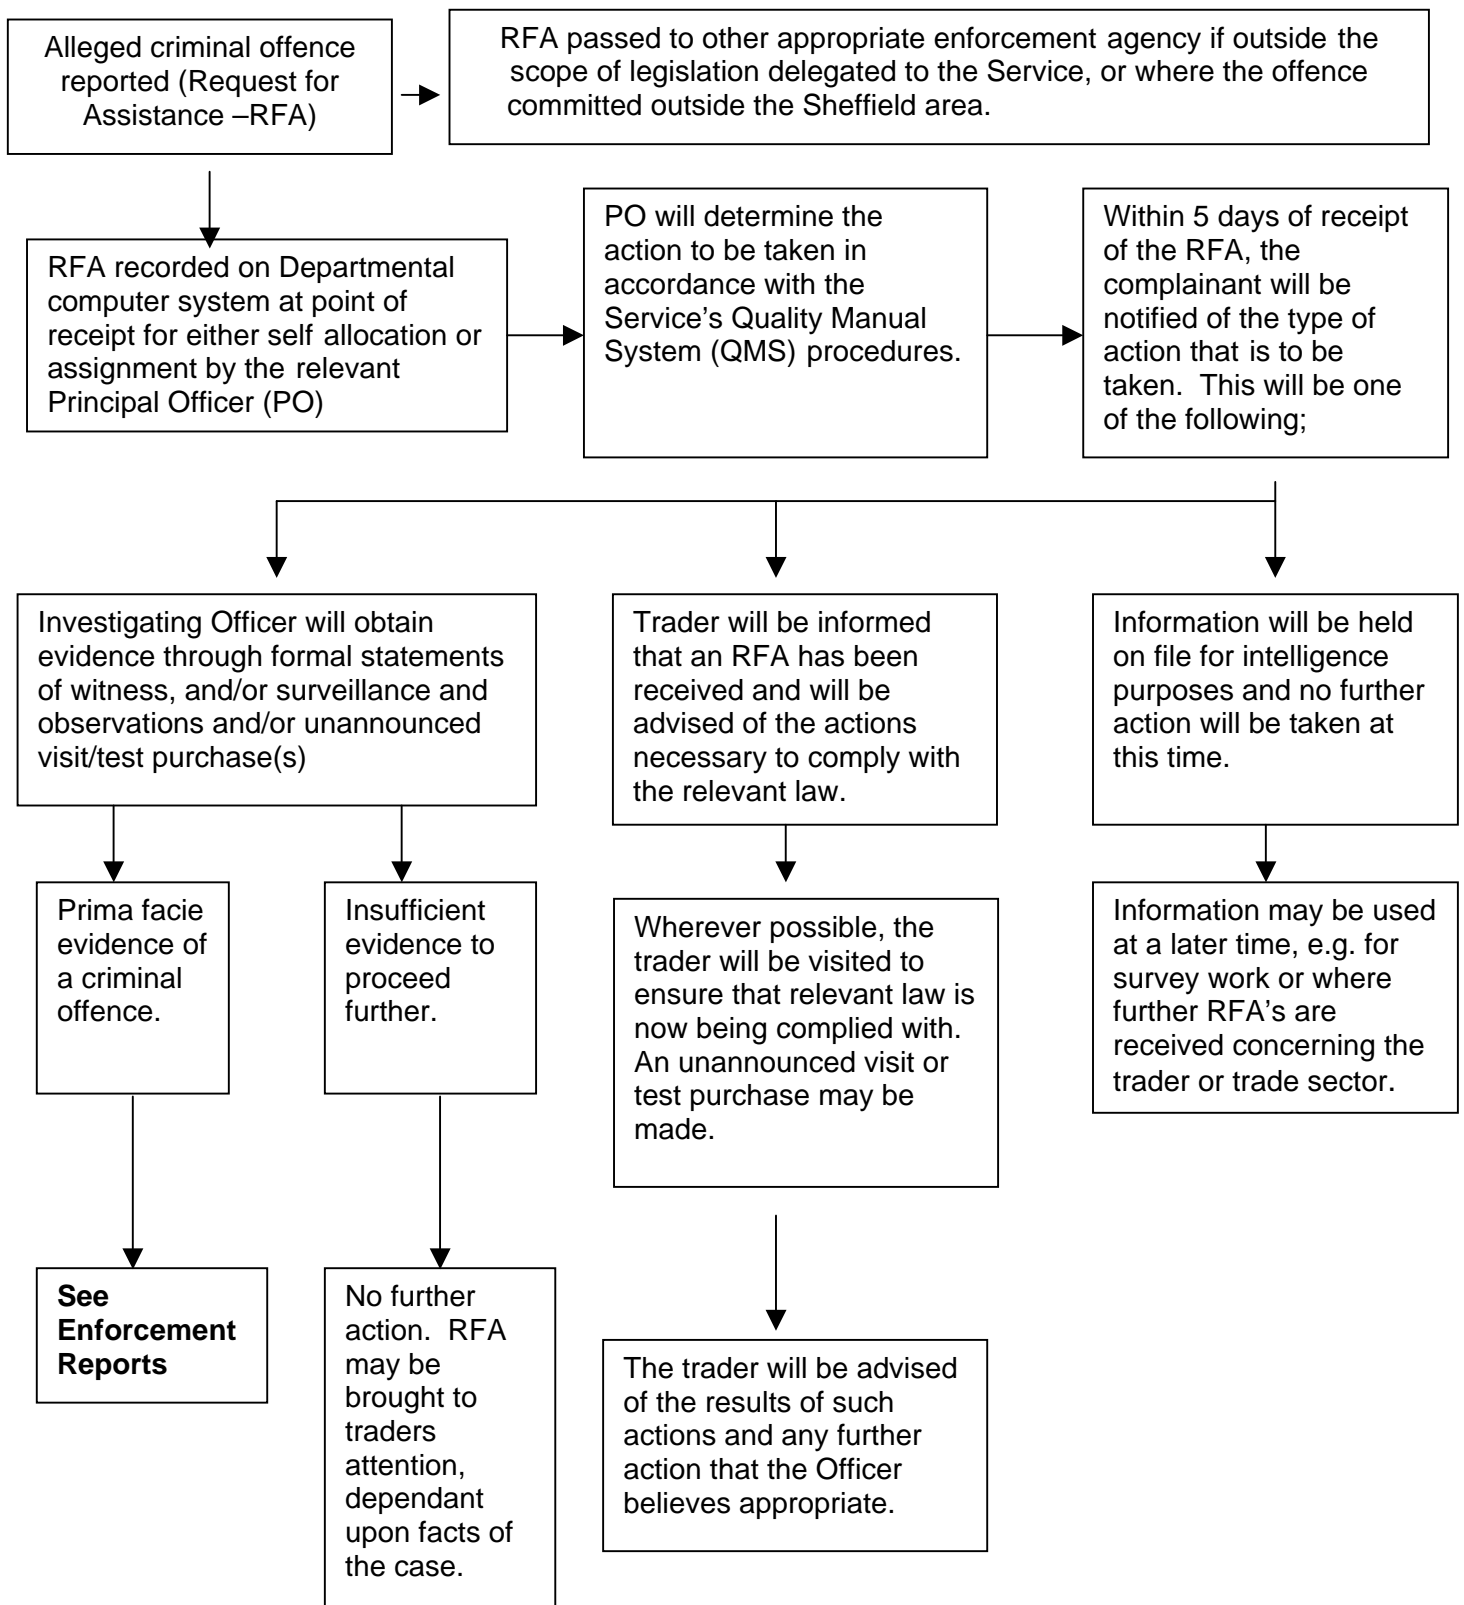 Alleged criminal offence
reported (Request for
Assistance –RFA)
RFA passed to other appropriate enforcement agency if outside the
scope of legislation delegated to the Service, or where the offence
committed outside the Sheffield area.
RFA recorded on Departmental
computer system at point of
receipt for either self allocation or
assignment by the relevant
Principal Officer (PO)
PO will determine the
action to be taken in
accordance with the
Service’s Quality Manual
System (QMS) procedures.
Within 5 days of receipt
of the RFA, the
complainant will be
notified of the type of
action that is to be
taken. This will be one
of the following;
Investigating Officer will obtain
evidence through formal statements
of witness, and/or surveillance and
observations and/or unannounced
visit/test purchase(s)
Trader will be informed
that an RFA has been
received and will be
advised of the actions
necessary to comply with
the relevant law.
Information will be held
on file for intelligence
purposes and no further
action will be taken at
this time.
Prima facie
evidence of
a criminal
offence.
Insufficient
evidence to
proceed
further.
Wherever possible, the
trader will be visited to
ensure that relevant law is
now being complied with.
An unannounced visit or
test purchase may be
made.
Information may be used
at a later time, e.g. for
survey work or where
further RFA’s are
received concerning the
trader or trade sector.
See
Enforcement
Reports
No further
action. RFA
may be
brought to
traders
attention,
dependant
upon facts of
the case.
The trader will be advised
of the results of such
actions and any further
action that the Officer
believes appropriate.